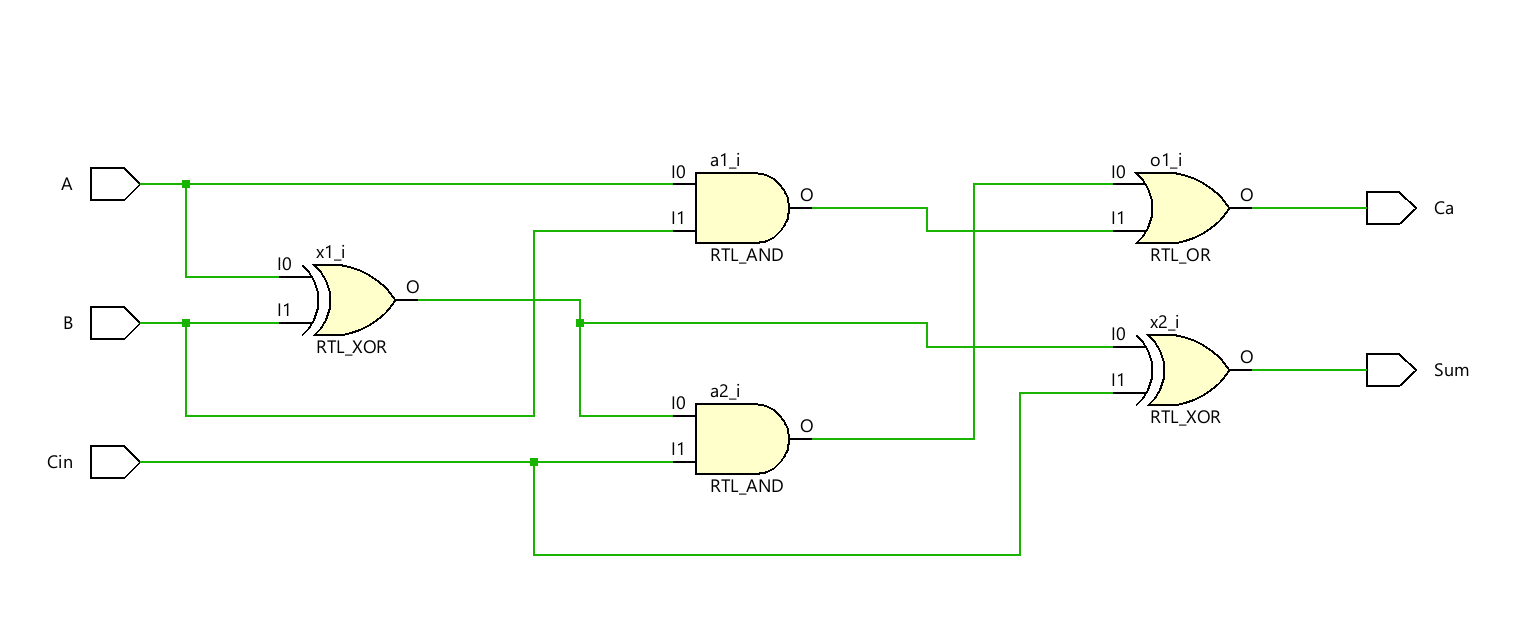 A
B
Cin
x1_i
I0
I1
O
RTL_XOR
a1_i
I0
I1
O
RTL_AND
a2_i
I0
I1
O
RTL_AND
o1_i
I0
I1
O
RTL_OR
x2_i
I0
I1
O
RTL_XOR
Ca
Sum